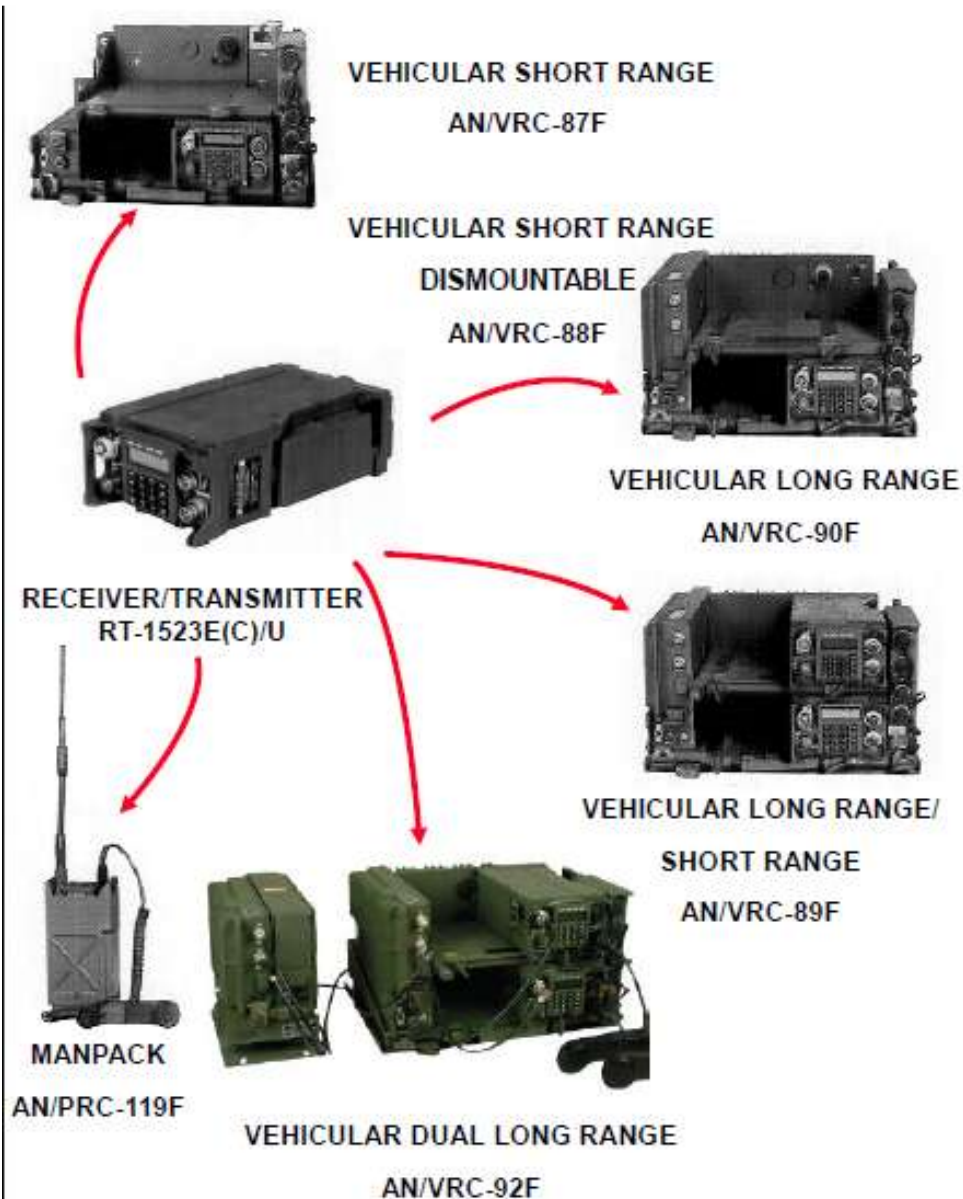 VEHICULAR SHORT RANGE
AN/VRC-87F
VEHICULAR SHORT RANGE
DISMOUNTABLE
AN/VRC-88F
VEHICULAR LONG RANGE
AN/VRC-90F
RECEIVER/TRANSMITTER
RT-1523E(C)/U
VEHICULAR LONG RANGE/
SHORT RANGE
AN/VRC-89F
MANPACK
AN/PRC-119F
VEHICULAR DUAL LONG RANGE
AN/VRC-92F